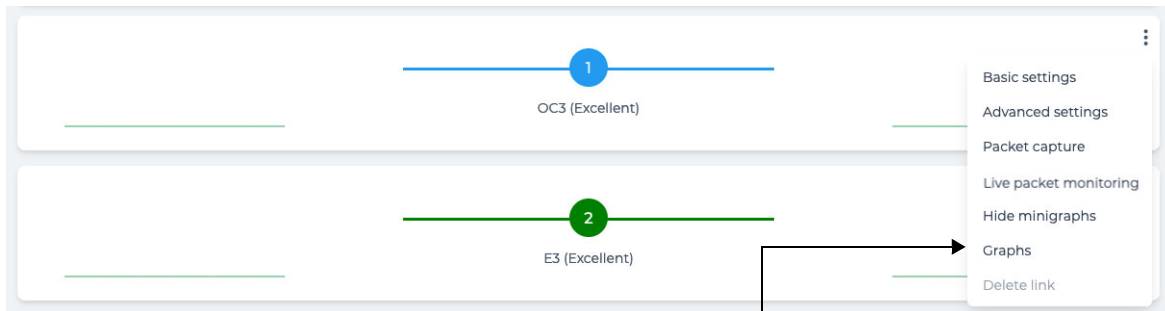 1
OC3 (Excellent)
Basic settings
Advanced settings
Packet capture
Live packet monitoring
Hide minigraphs
Graphs
Delete link
2
E3 (Excellent)